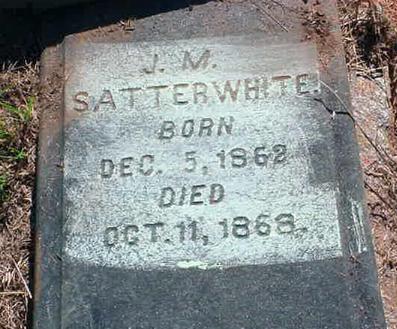 J. M.
SATTERWHITE.
BORN
DEC. 5, 1862
DIED
OCT. 11, 1868.